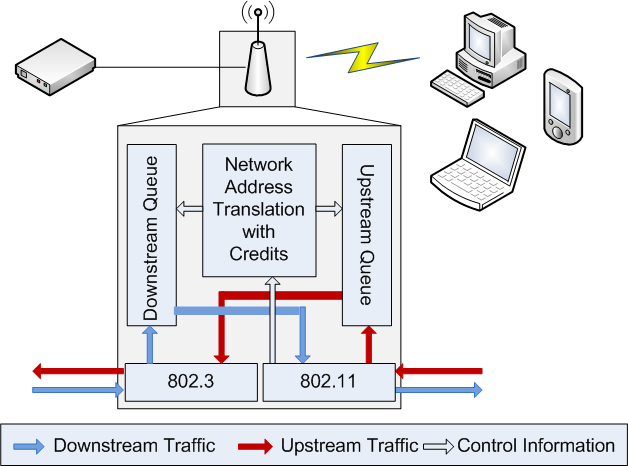 Downstream Queue
Network
Address
Translation
with
Credits
Upstream Queue
802.3
802.11
Downstream Traffic
Upstream Traffic
Control Information